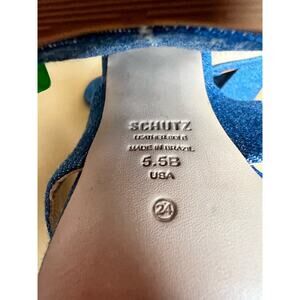 SCHUTZ
LEATHER SOLE
MADE IN BRAZIL
5.5B
USA
24